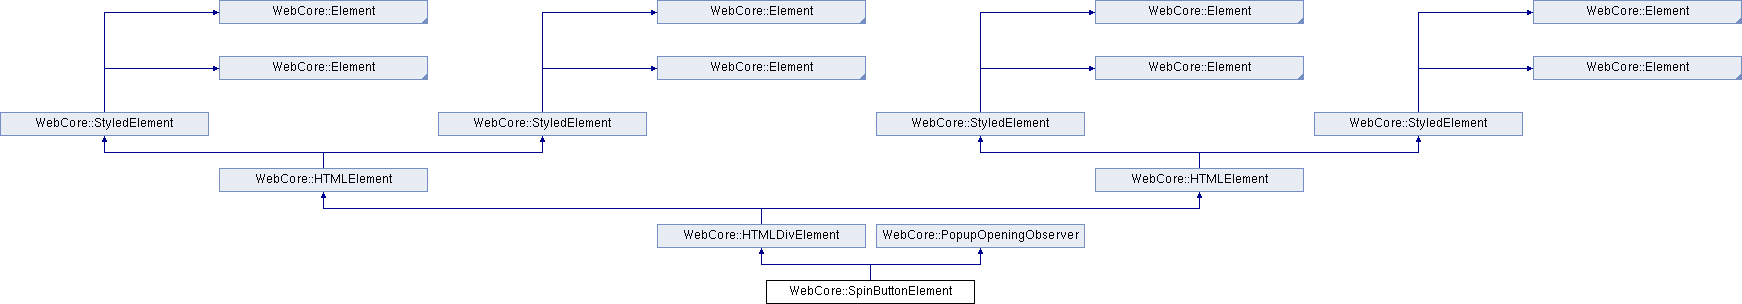 WebCore::Element
WebCore::Element
WebCore::Element
WebCore::Element
WebCore::Element
WebCore::Element
WebCore::Element
WebCore::Element
WebCore::StyledElement
WebCore::StyledElement
WebCore::StyledElement
WebCore::StyledElement
WebCore::HTMLElement
WebCore::HTMLElement
WebCore::HTMLDivElement
WebCore::PopupOpeningObserver
WebCore::SpinButtonElement